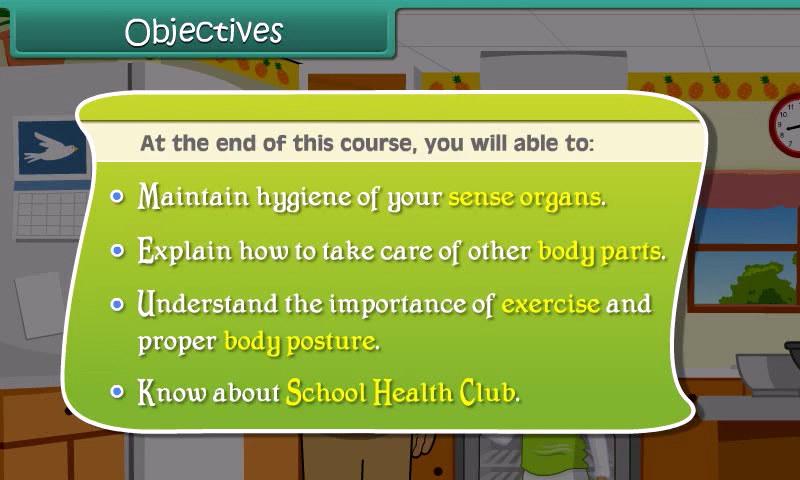 Objectives
At the end of this course, you will able to:
Maintain hygiene of your sense organs.
Explain how to take care of other body parts.
Understand the importance of exercise and
proper body posture.
Know about School Health Club.